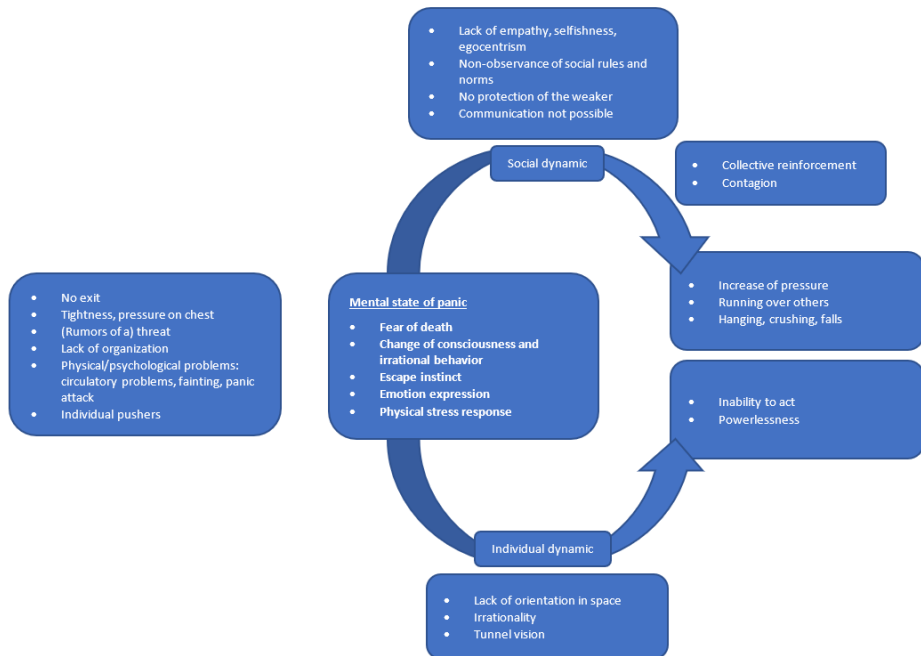 • Lack of empathy, selfishness,
egocentrism
• Non-observance of social rules and
norms
• No protection of the weaker
• Communication not possible
Social dynamic
• Collective reinforcement
• Contagion
• No exit
• Tightness, pressure on chest
• (Rumors of a) threat
• Lack of organization
• Physical/psychological problems:
circulatory problems, fainting, panic
attack
• Individual pushers
Mental state of panic
• Fear of death
• Change of consciousness and
irrational behavior
• Escape instinct
• Emotion expression
• Physical stress response
• Increase of pressure
• Running over others
• Hanging, crushing, falls
• Inability to act
• Powerlessness
Individual dynamic
• Lack of orientation in space
• Irrationality
• Tunnel vision